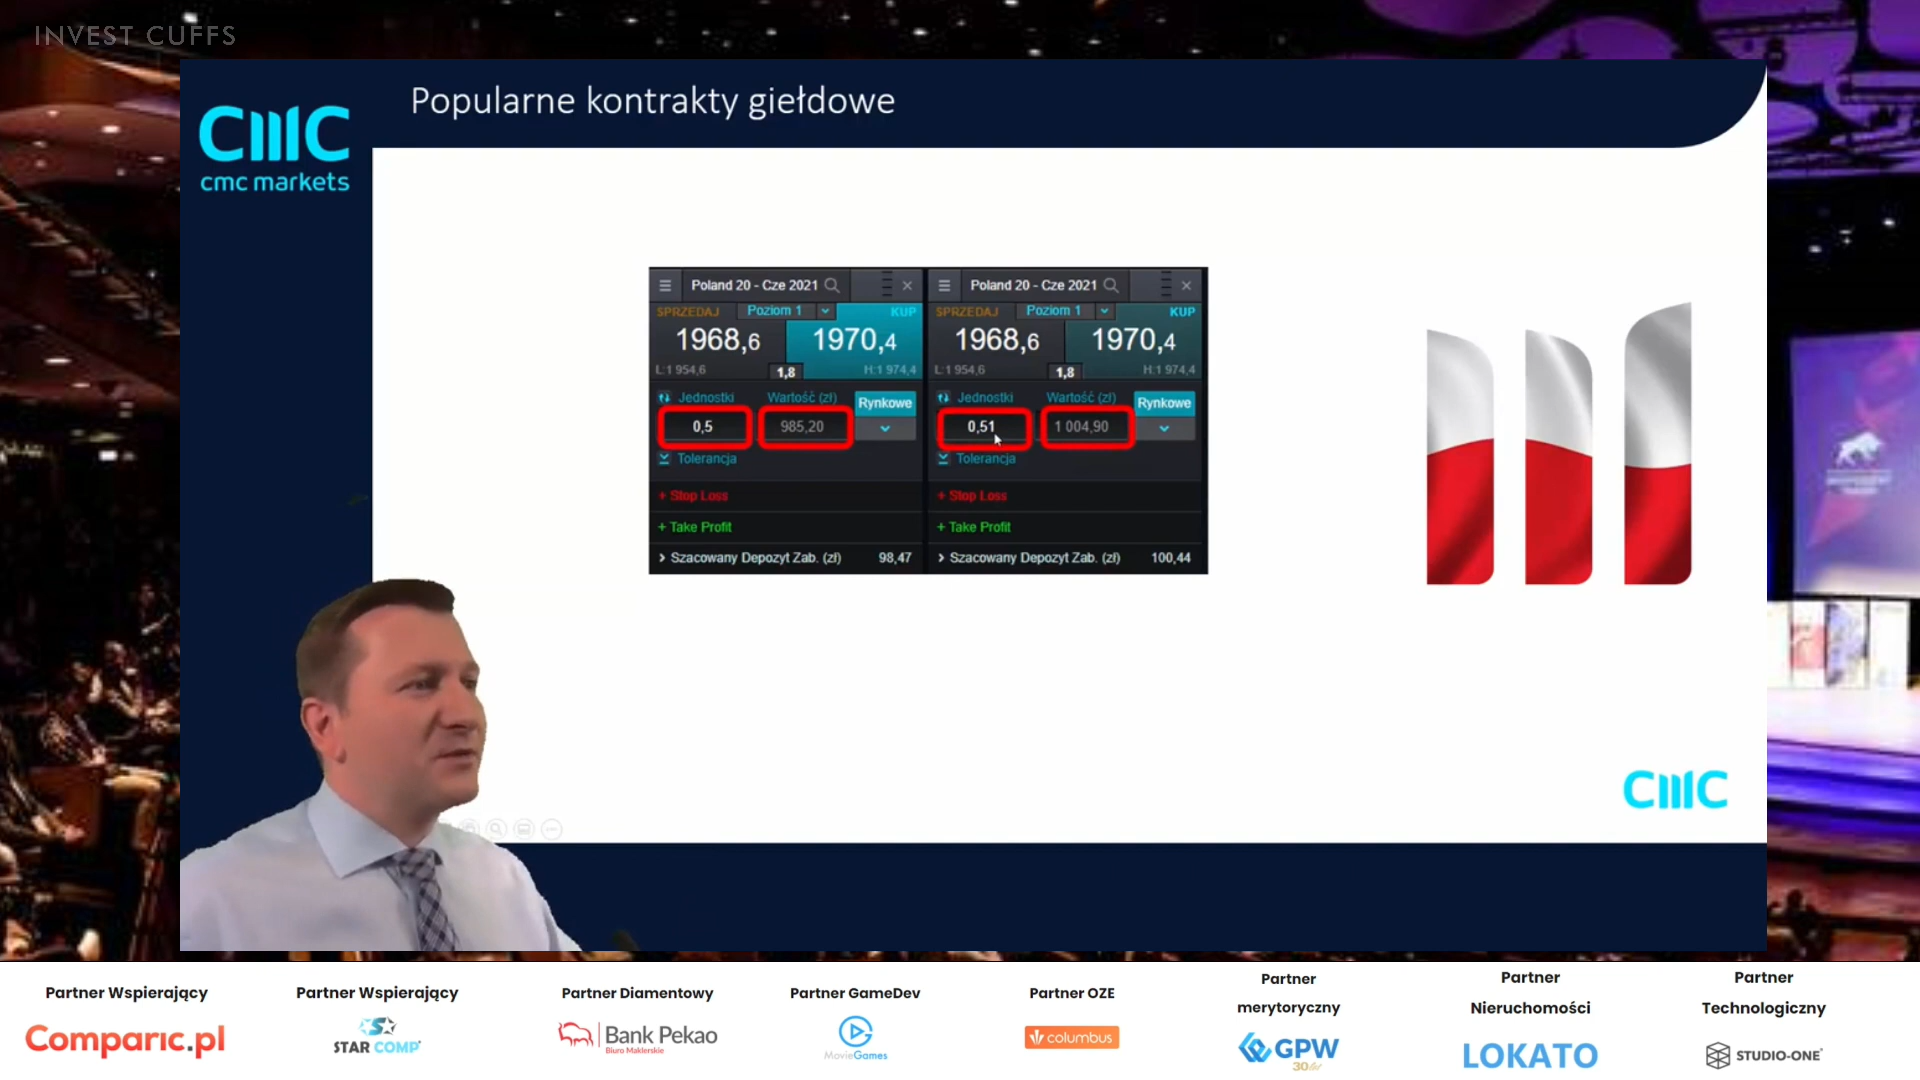 INVEST CUFFS
Popularne kontrakty giełdowe
CMC
cmc markets
Poland 20 - Cze 2021
SPRZEDAJ Poziom 1 KUP
1968,6 1970,4
L:1 954,6 1,8 H:1 974,4
Jednostki Wartość (zł) Rynkowe
0,5 985,20
Tolerancja
+ Stop Loss
+ Take Profit
> Szacowany Depozyt Zab. (zł) 98,47
Poland 20 - Cze 2021
SPRZEDAJ Poziom 1 KUP
1968,6 1970,4
L:1 954,6 1,8 H:1 974,4
Jednostki Wartość (zł) Rynkowe
0,51 1 004,90
Tolerancja
+ Stop Loss
+ Take Profit
> Szacowany Depozyt Zab. (zł) 100,44
CMC
Partner Wspierający
Comparic.pl
Partner Wspierający
STAR COMP
Partner Diamentowy
Bank Pekao
Biuro Maklerskie
Partner GameDev
MovieGames
Partner OZE
columbus
Partner
merytoryczny
GPW
30 lat
Partner
Nieruchomości
LOKATO
Partner
Technologiczny
STUDIO-ONE